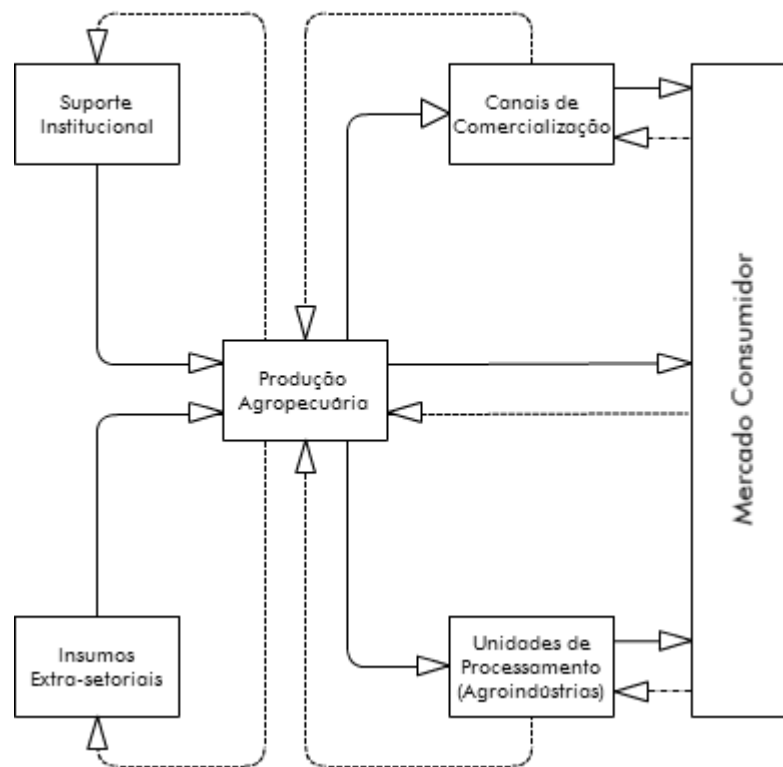 Suporte
Institucional
Canais de
Comercialização
Produção
Agropecuária
Mercado Consumidor
Insumos
Extra-setoriais
Unidades de
Processamento
(Agroindústrias)